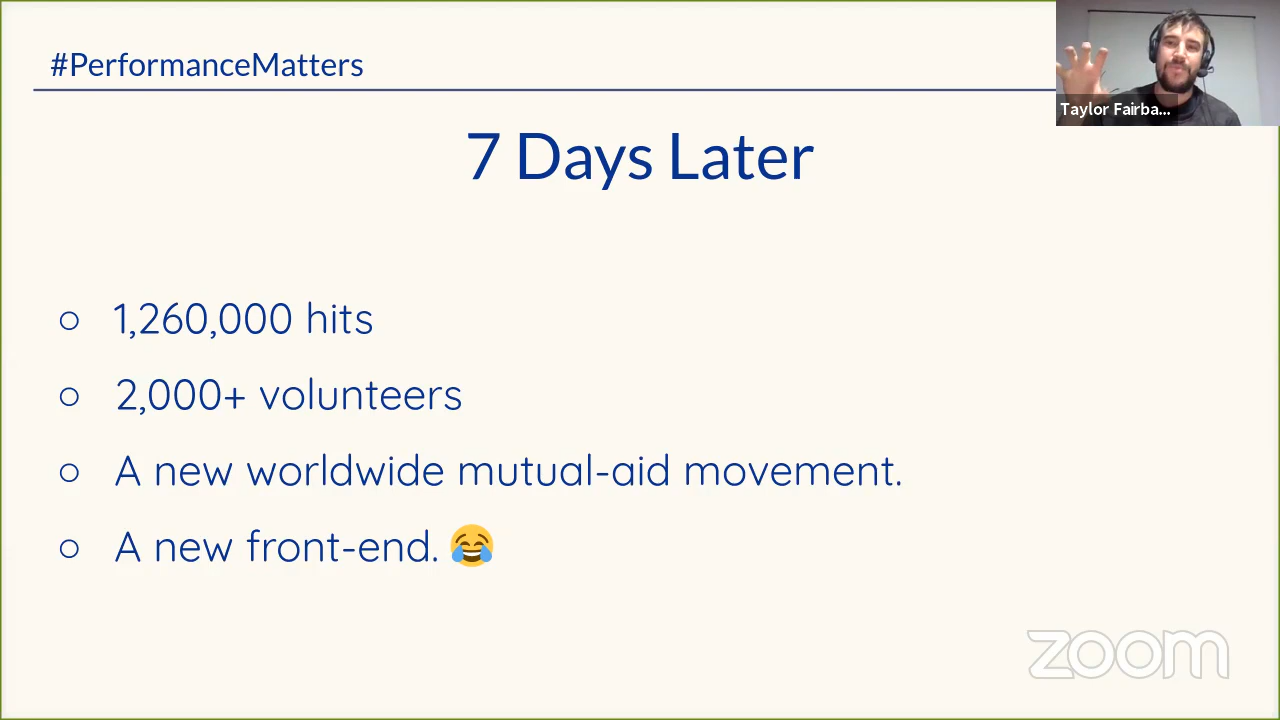 #PerformanceMatters
Taylor Fairba...
7 Days Later
○ 1,260,000 hits
○ 2,000+ volunteers
○ A new worldwide mutual-aid movement.
○ A new front-end. 😂
zoom